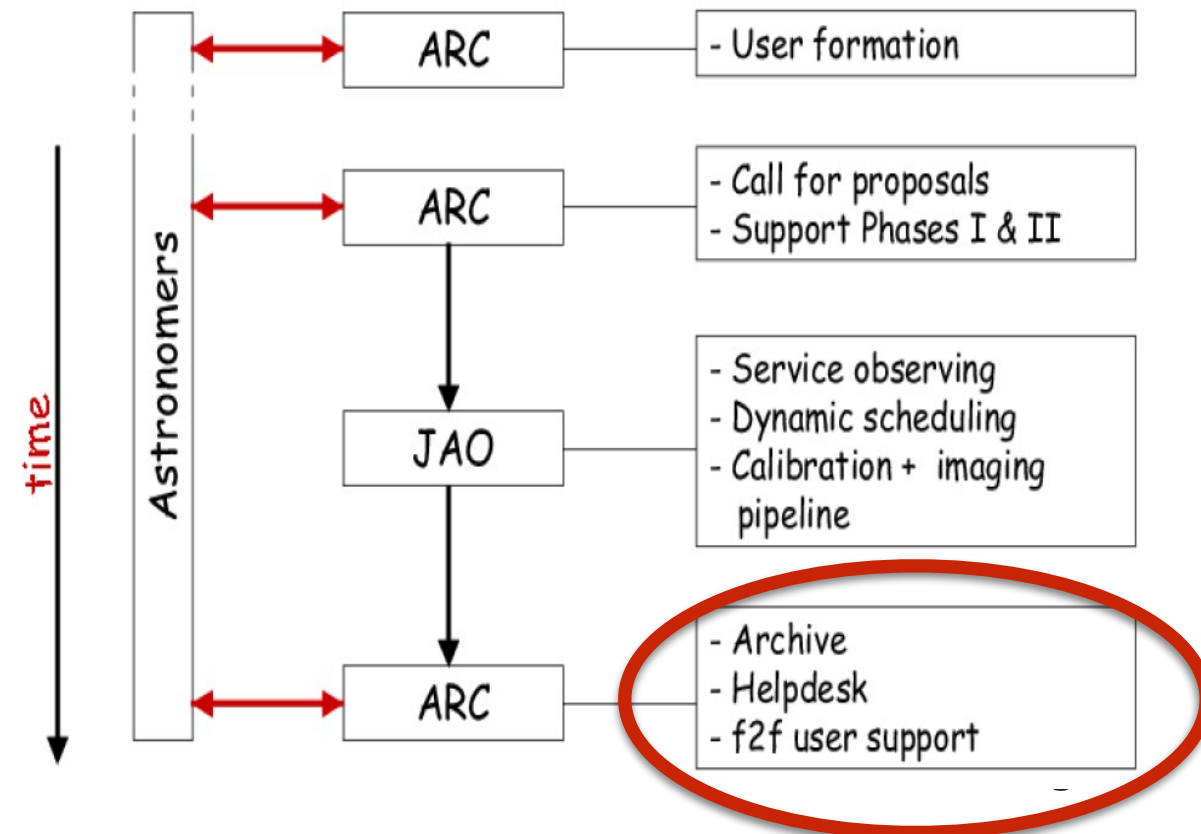 time
Astronomers
ARC
- User formation
ARC
- Call for proposals
- Support Phases I & II
JAO
- Service observing
- Dynamic scheduling
- Calibration + imaging
pipeline
ARC
- Archive
- Helpdesk
- f2f user support